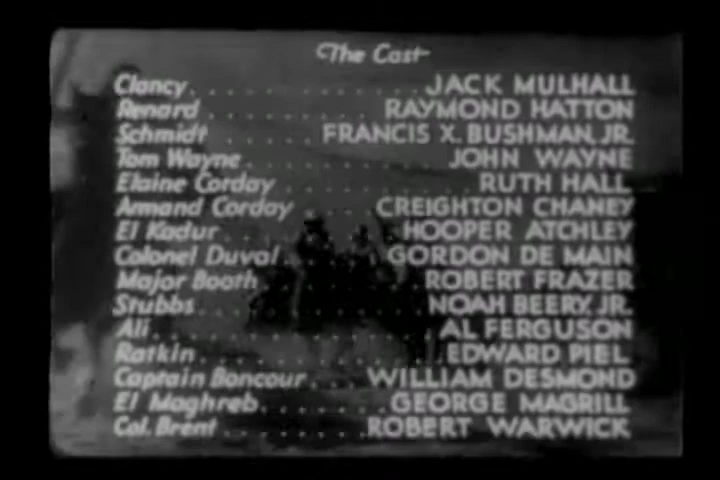 The Cast
Clancy. . . . . . . . . . . . . JACK MULHALL
Renard . . . . . . . . . . RAYMOND HATTON
Schmidt . . . . . . FRANCIS X. BUSHMAN, JR.
Tom Wayne. . . . . . . . . . . . JOHN WAYNE
Elaine Corday . . . . . . . . . . . RUTH HALL
Armand Corday . . . . CREIGHTON CHANEY
El Kadur. . . . . . . . . . HOOPER ATCHLEY
Colonel Duval. . . . . . GORDON DE MAIN
Major Booth . . . . . . . . . ROBERT FRAZER
Stubbs. . . . . . . . . . . . . NOAH BEERY, JR.
Ali . . . . . . . . . . . . . . . . AL FERGUSON
Ratkin. . . . . . . . . . . . . . EDWARD PIEL
Captain Boncour. . . . WILLIAM DESMOND
El Maghreb. . . . . . . . GEORGE MAGRILL
Col. Brent . . . . . . . . ROBERT WARWICK